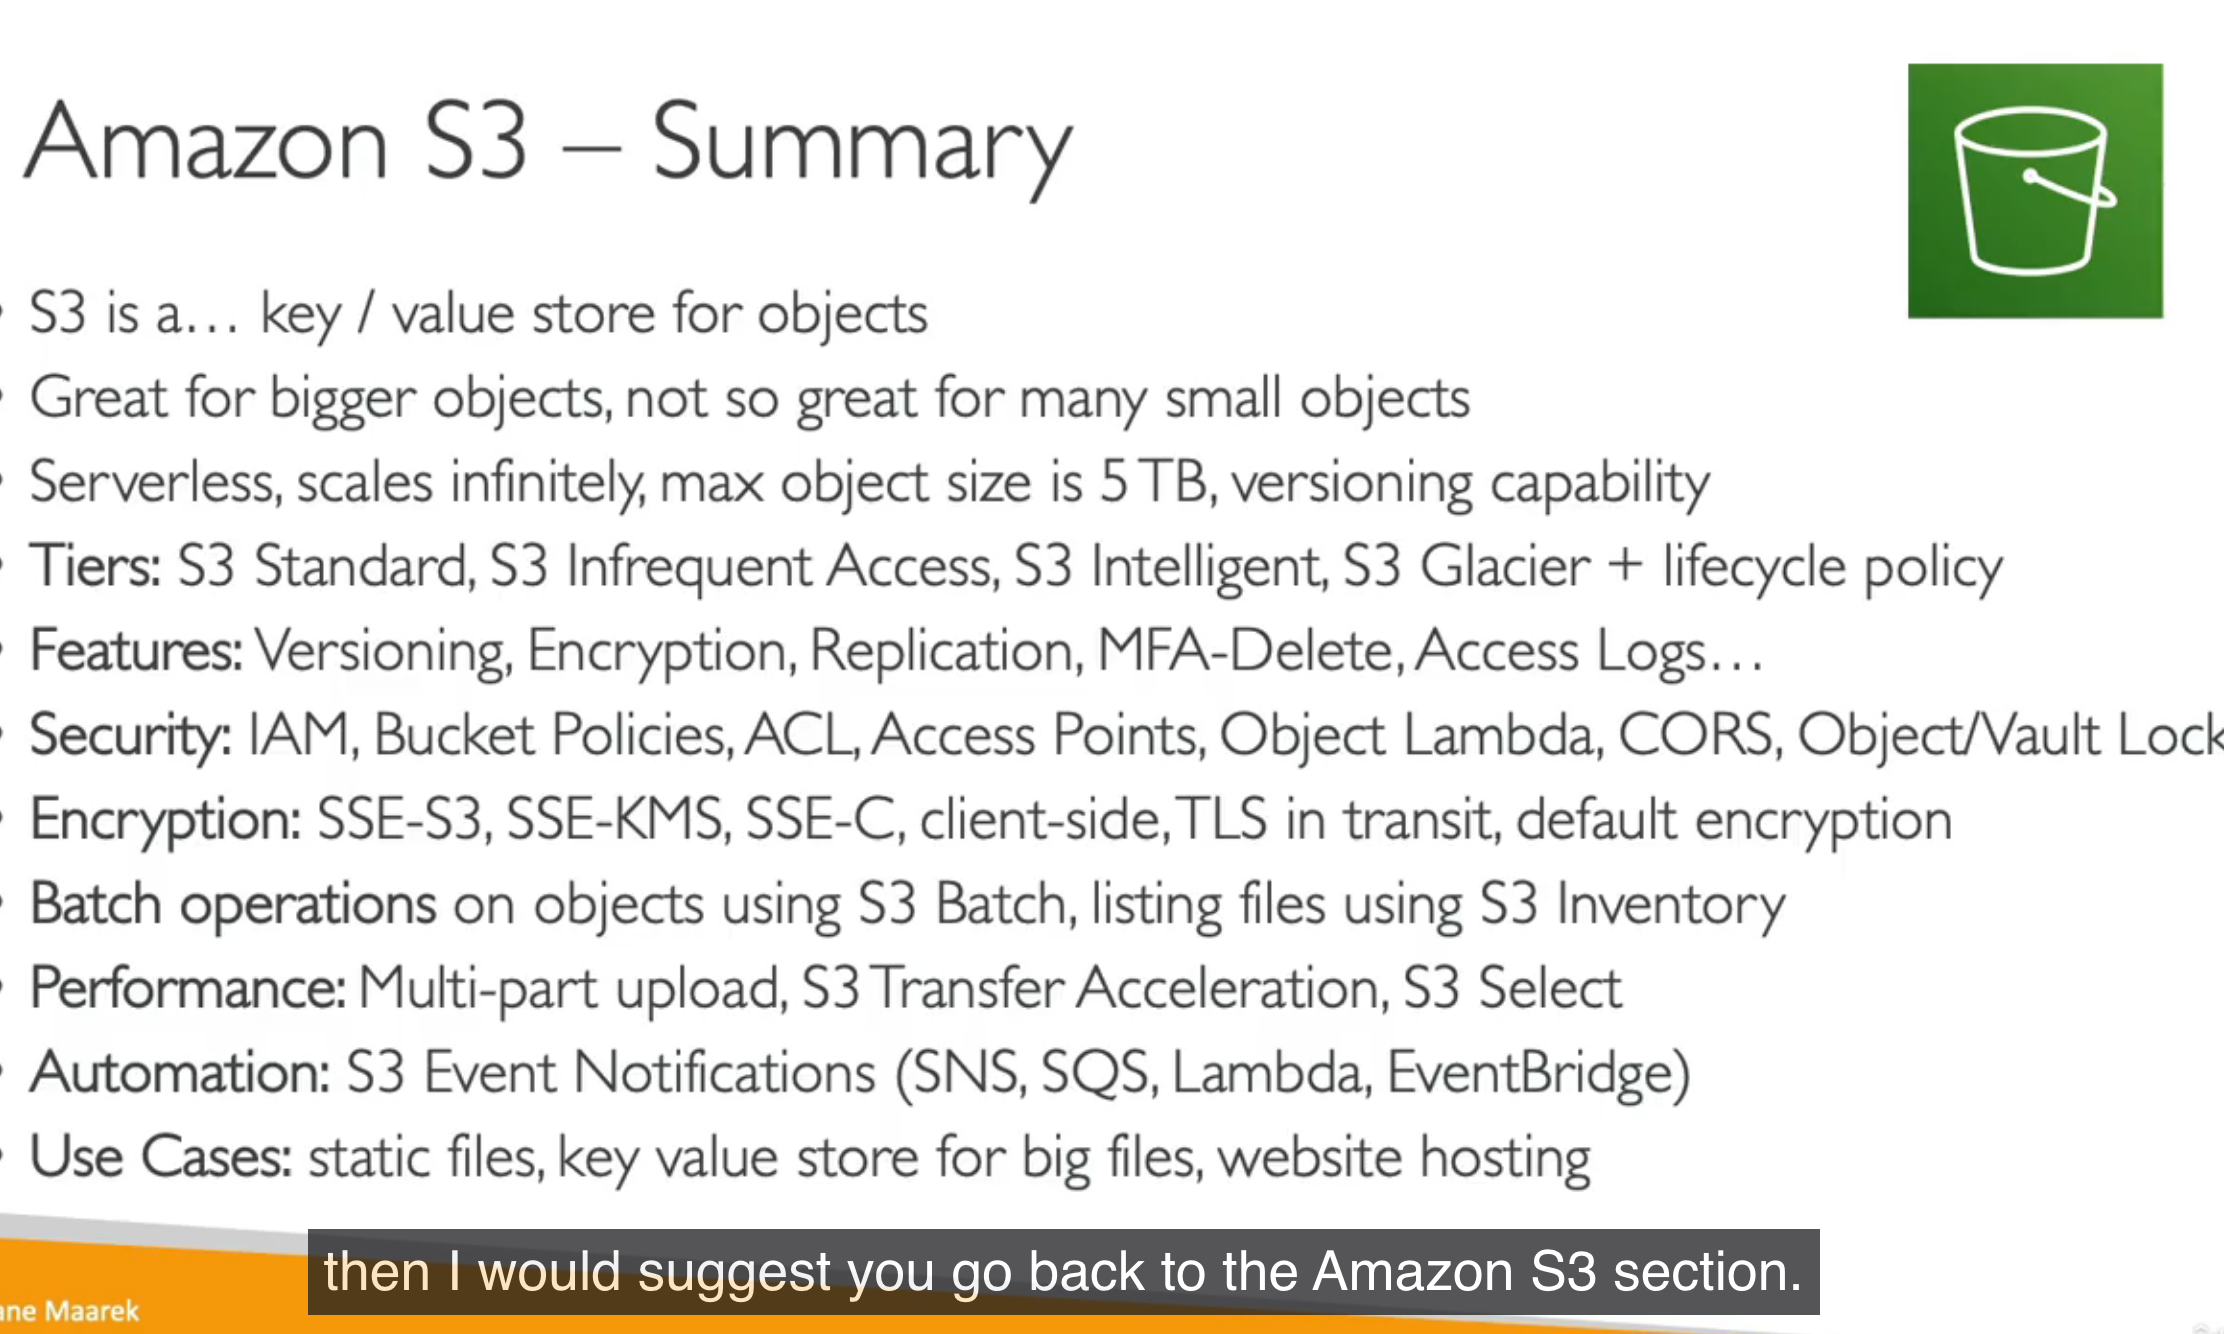 Amazon S3 – Summary
• S3 is a… key / value store for objects
• Great for bigger objects, not so great for many small objects
• Serverless, scales infinitely, max object size is 5 TB, versioning capability
• Tiers: S3 Standard, S3 Infrequent Access, S3 Intelligent, S3 Glacier + lifecycle policy
• Features: Versioning, Encryption, Replication, MFA-Delete, Access Logs…
• Security: IAM, Bucket Policies, ACL, Access Points, Object Lambda, CORS, Object/Vault Lock
• Encryption: SSE-S3, SSE-KMS, SSE-C, client-side, TLS in transit, default encryption
• Batch operations on objects using S3 Batch, listing files using S3 Inventory
• Performance: Multi-part upload, S3 Transfer Acceleration, S3 Select
• Automation: S3 Event Notifications (SNS, SQS, Lambda, EventBridge)
• Use Cases: static files, key value store for big files, website hosting
then I would suggest you go back to the Amazon S3 section.
ane Maarek